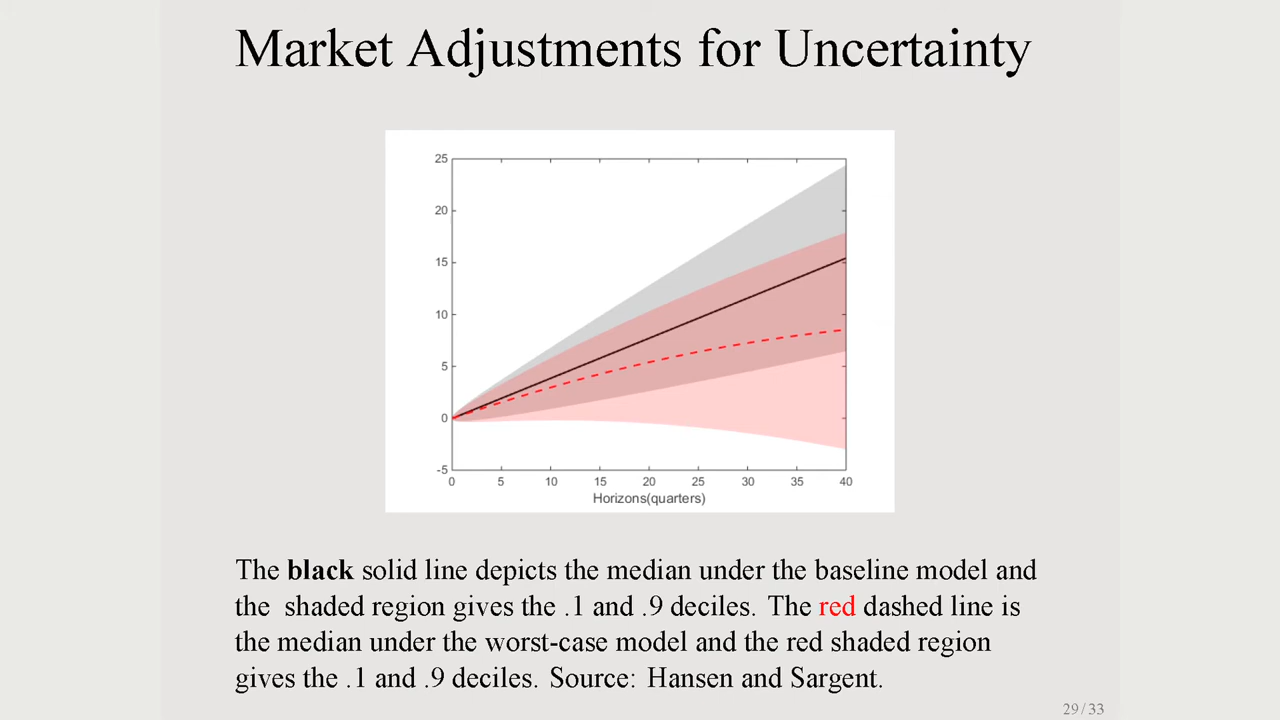 Market Adjustments for Uncertainty
25
20
15
10
5
0
-5
0 5 10 15 20 25 30 35 40
Horizons(quarters)
The black solid line depicts the median under the baseline model and
the shaded region gives the .1 and .9 deciles. The red dashed line is
the median under the worst-case model and the red shaded region
gives the .1 and .9 deciles. Source: Hansen and Sargent.
29/33